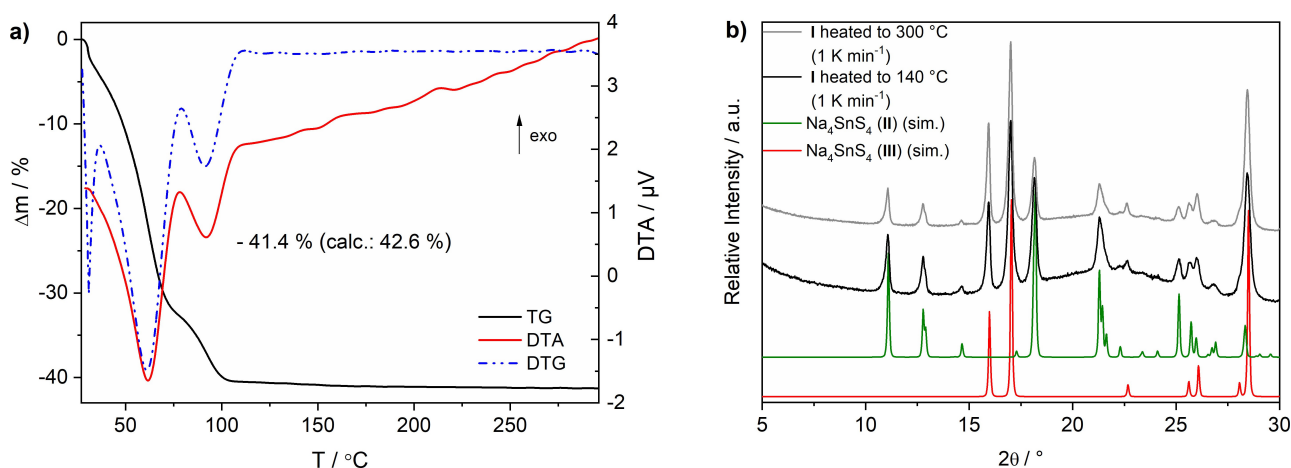 a)
Δm / %
0
-10
-20
-30
-40
50
100
150
200
250
T / °C
4
3
2
1
0
-1
-2
DTA / μV
exo
- 41.4 % (calc.: 42.6 %)
TG
DTA
DTG
b)
Relative Intensity / a.u.
I heated to 300 °C
(1 K min⁻¹)
I heated to 140 °C
(1 K min⁻¹)
Na₄SnS₄ (II) (sim.)
Na₄SnS₄ (III) (sim.)
5
10
15
20
25
30
2θ / °